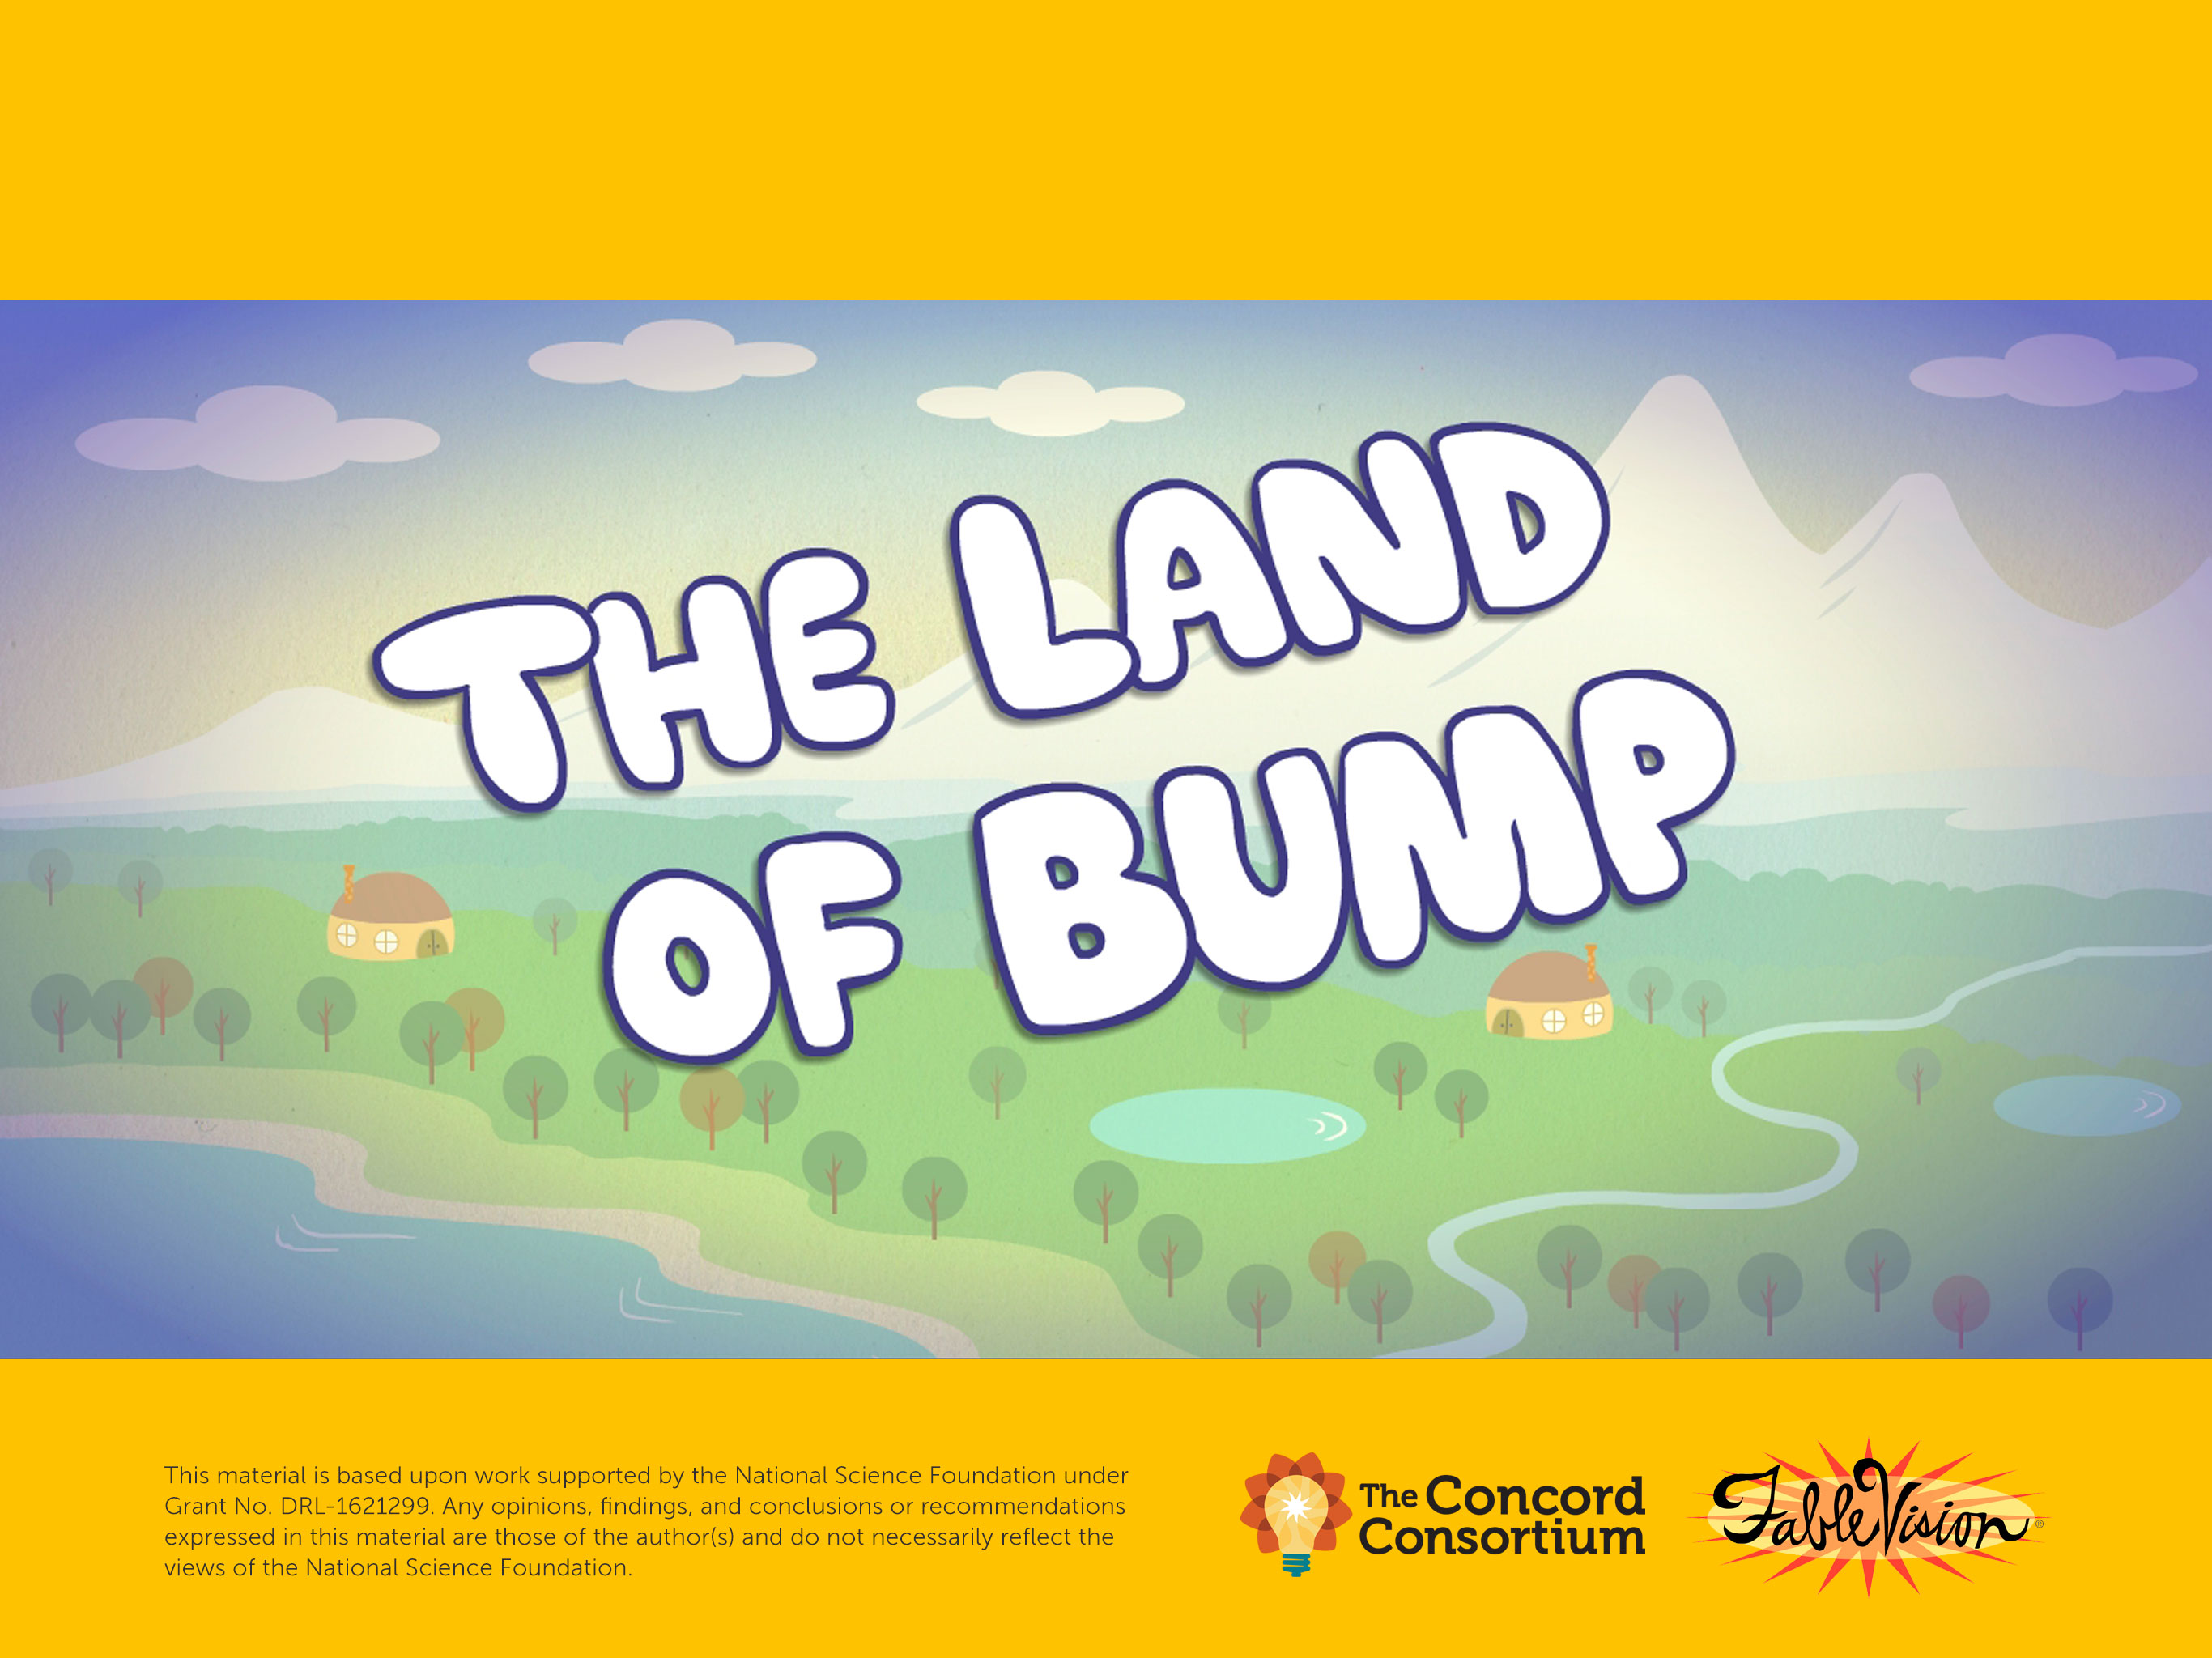 THE LAND
OF BUMP
This material is based upon work supported by the National Science Foundation under
Grant No. DRL-1621299. Any opinions, findings, and conclusions or recommendations
expressed in this material are those of the author(s) and do not necessarily reflect the
views of the National Science Foundation.
The Concord
Consortium
FableVision®